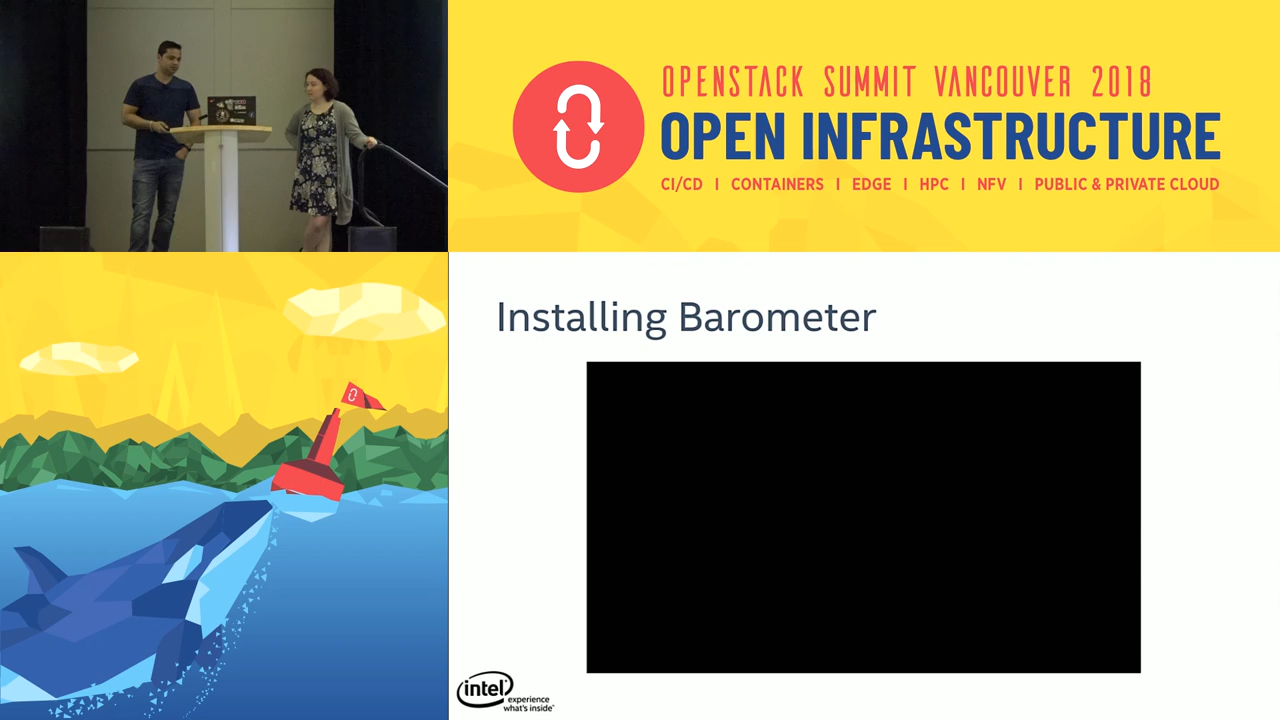 OPENSTACK SUMMIT VANCOUVER 2018
OPEN INFRASTRUCTURE
CI/CD I CONTAINERS I EDGE I HPC I NFV I PUBLIC & PRIVATE CLOUD
Installing Barometer
intel
experience
what's inside™